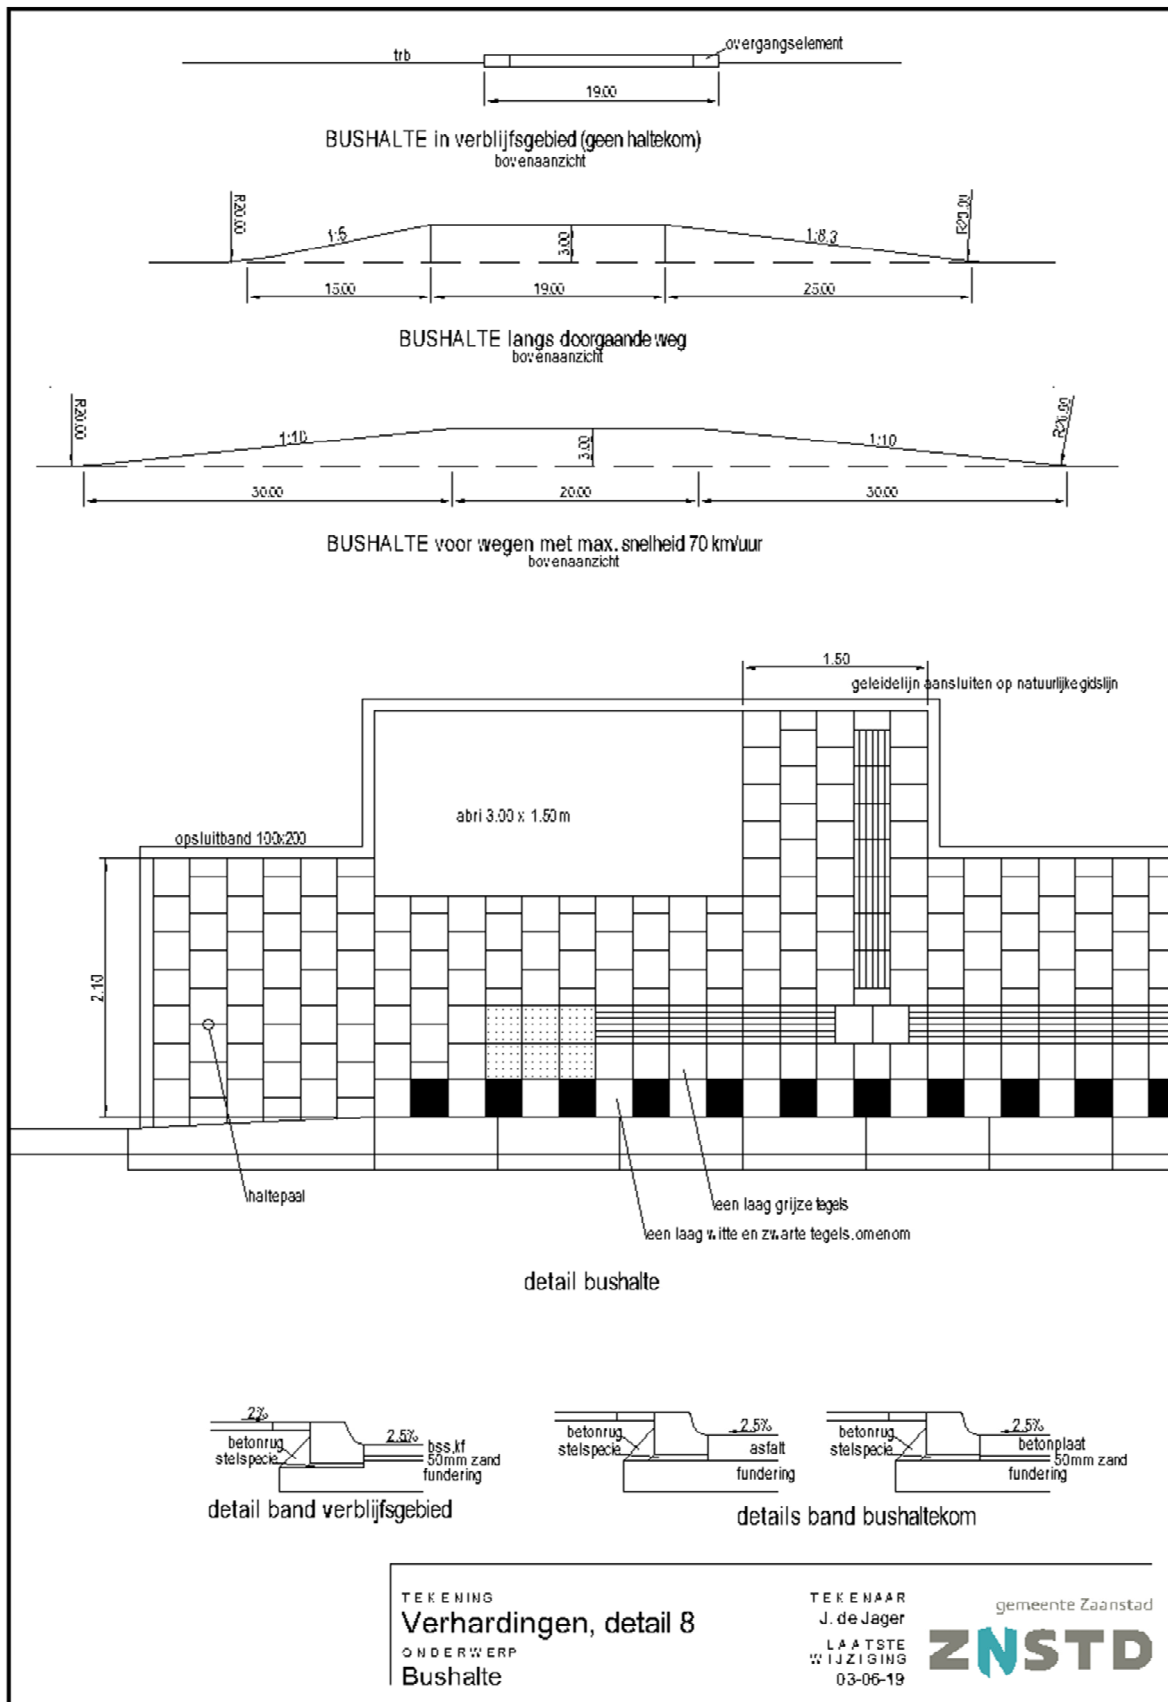 trb
overgangselement
19.00
BUSHALTE in verblijfsgebied (geen haltekom)
bovenaanzicht
R20.00
1:5
3.00
1:8.3
R20.00
15.00
19.00
25.00
BUSHALTE langs doorgaande weg
bovenaanzicht
R20.00
1:10
3.00
1:10
R20.00
30.00
20.00
30.00
BUSHALTE voor wegen met max. snelheid 70 km/uur
bovenaanzicht
1.50
geleidelijn aansluiten op natuurlijke gidslijn
abri 3.00 x 1.50 m
opsluitband 100x200
2.10
haltepaal
een laag grijze tegels
een laag witte en zwarte tegels, om en om
detail bushalte
2%
2.5%
betonrug
stelspecie
bss, kf
50mm zand
fundering
detail band verblijfsgebied
2.5%
betonrug
stelspecie
asfalt
fundering
2.5%
betonrug
stelspecie
betonplaat
50mm zand
fundering
details band bushaltekom
TEKENING
Verhardingen, detail 8
ONDERWERP
Bushalte
TEKENAAR
J. de Jager
LAATSTE
WIJZIGING
03-06-19
gemeente Zaanstad
ZNSTD